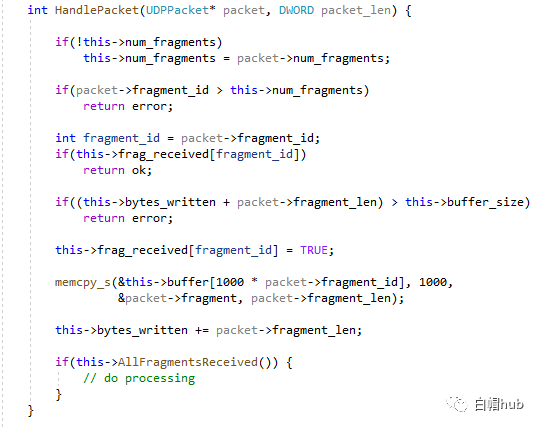 int HandlePacket(UDPPacket* packet, DWORD packet_len) {
if(!this->num_fragments)
this->num_fragments = packet->num_fragments;
if(packet->fragment_id > this->num_fragments)
return error;
int fragment_id = packet->fragment_id;
if(this->frag_received[fragment_id])
return ok;
if((this->bytes_written + packet->fragment_len) > this->buffer_size)
return error;
this->frag_received[fragment_id] = TRUE;
memcpy_s(&this->buffer[1000 * packet->fragment_id], 1000,
&packet->fragment, packet->fragment_len);
this->bytes_written += packet->fragment_len;
if(this->AllFragmentsReceived()) {
// do processing
}
}
白帽hub